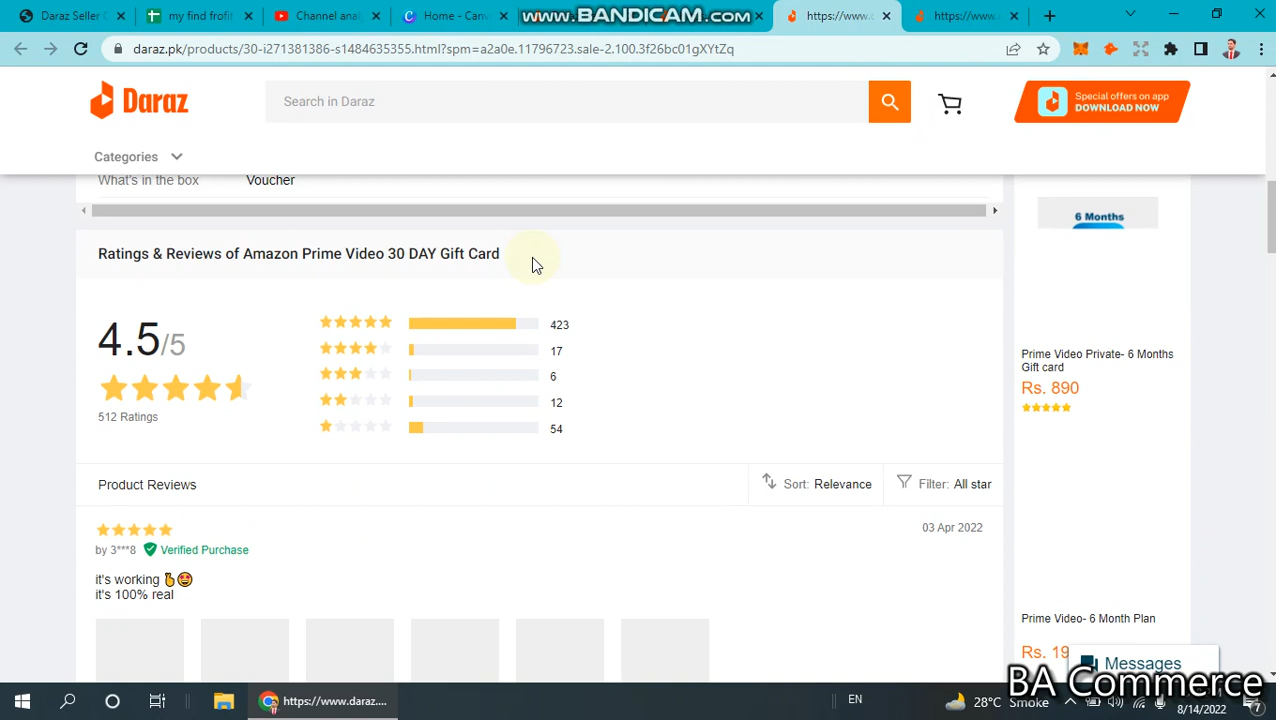 Daraz Seller C
my find frofit
Channel anal
Home - Canv
WWW.BANDICAM.COM
https://www.
https://www.
daraz.pk/products/30-i271381386-s1484635355.html?spm=a2a0e.11796723.sale-2.100.3f26bc01gXYtZq
Daraz
Search in Daraz
Special offers on app
DOWNLOAD NOW
Categories
What's in the box
Voucher
6 Months
Ratings & Reviews of Amazon Prime Video 30 DAY Gift Card
4.5/5
512 Ratings
423
17
6
12
54
Prime Video Private- 6 Months
Gift card
Rs. 890
Product Reviews
Sort: Relevance
Filter: All star
03 Apr 2022
by 3***8 Verified Purchase
it's working
it's 100% real
Prime Video- 6 Month Plan
Rs. 19
Messages
BA Commerce
https://www.daraz....
EN
28°C Smoke
8/14/2022
7